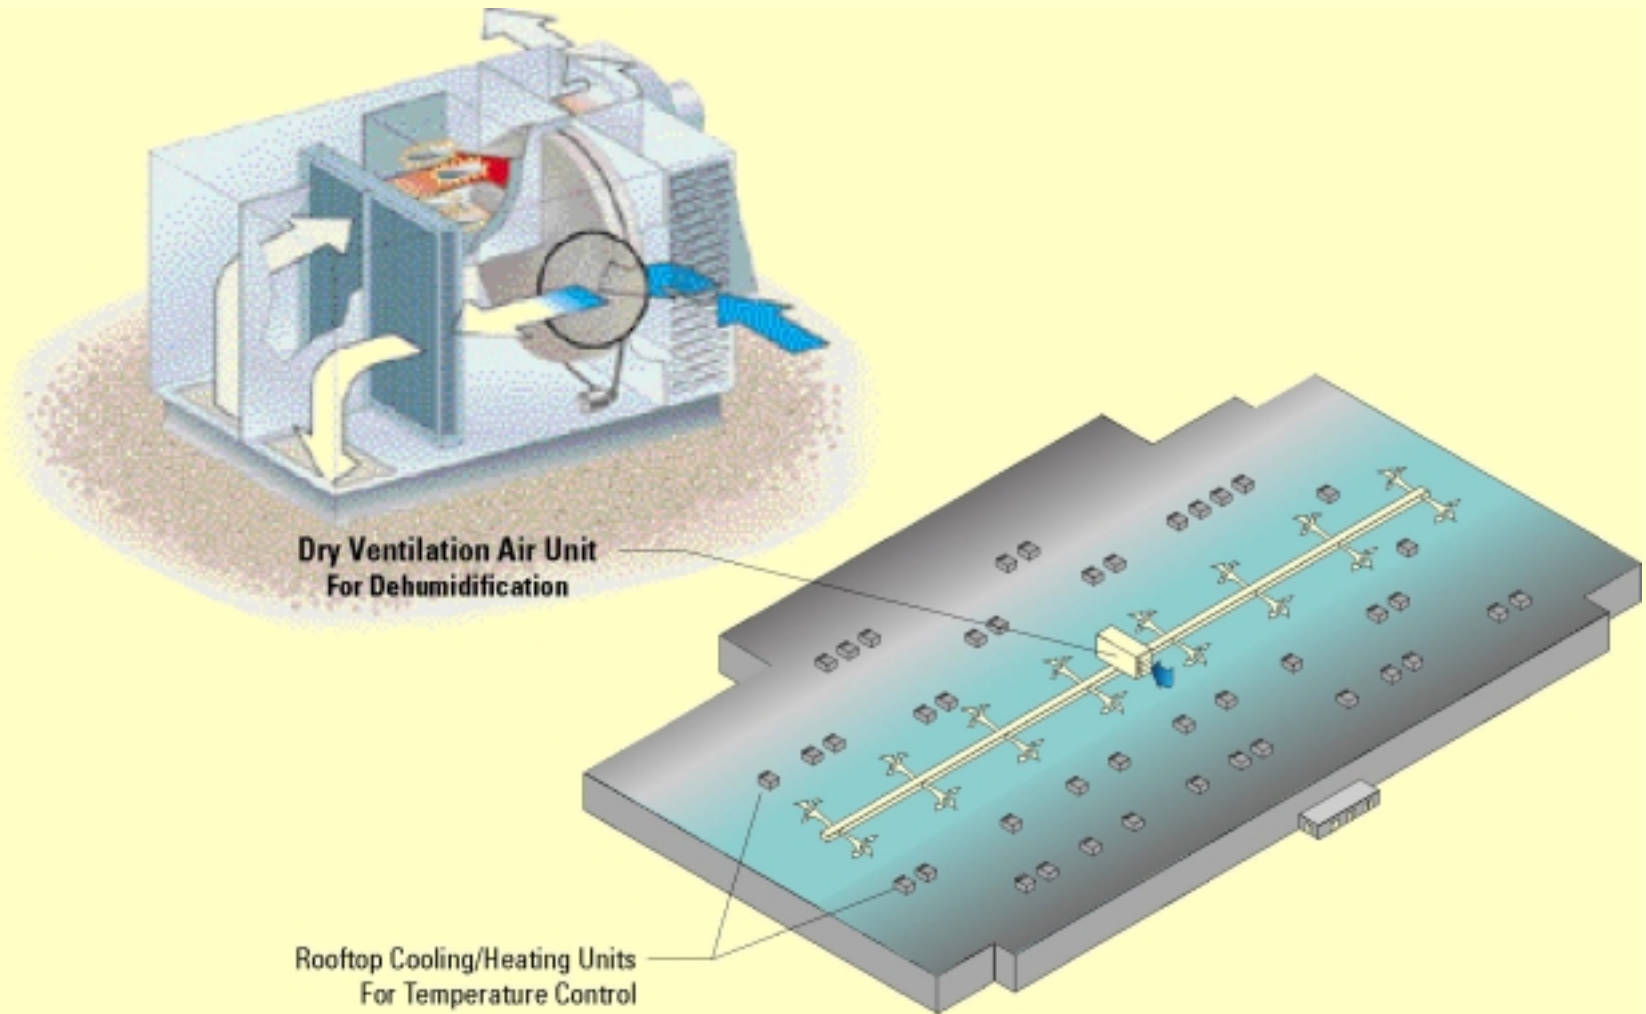 Dry Ventilation Air Unit
For Dehumidification
Rooftop Cooling/Heating Units
For Temperature Control